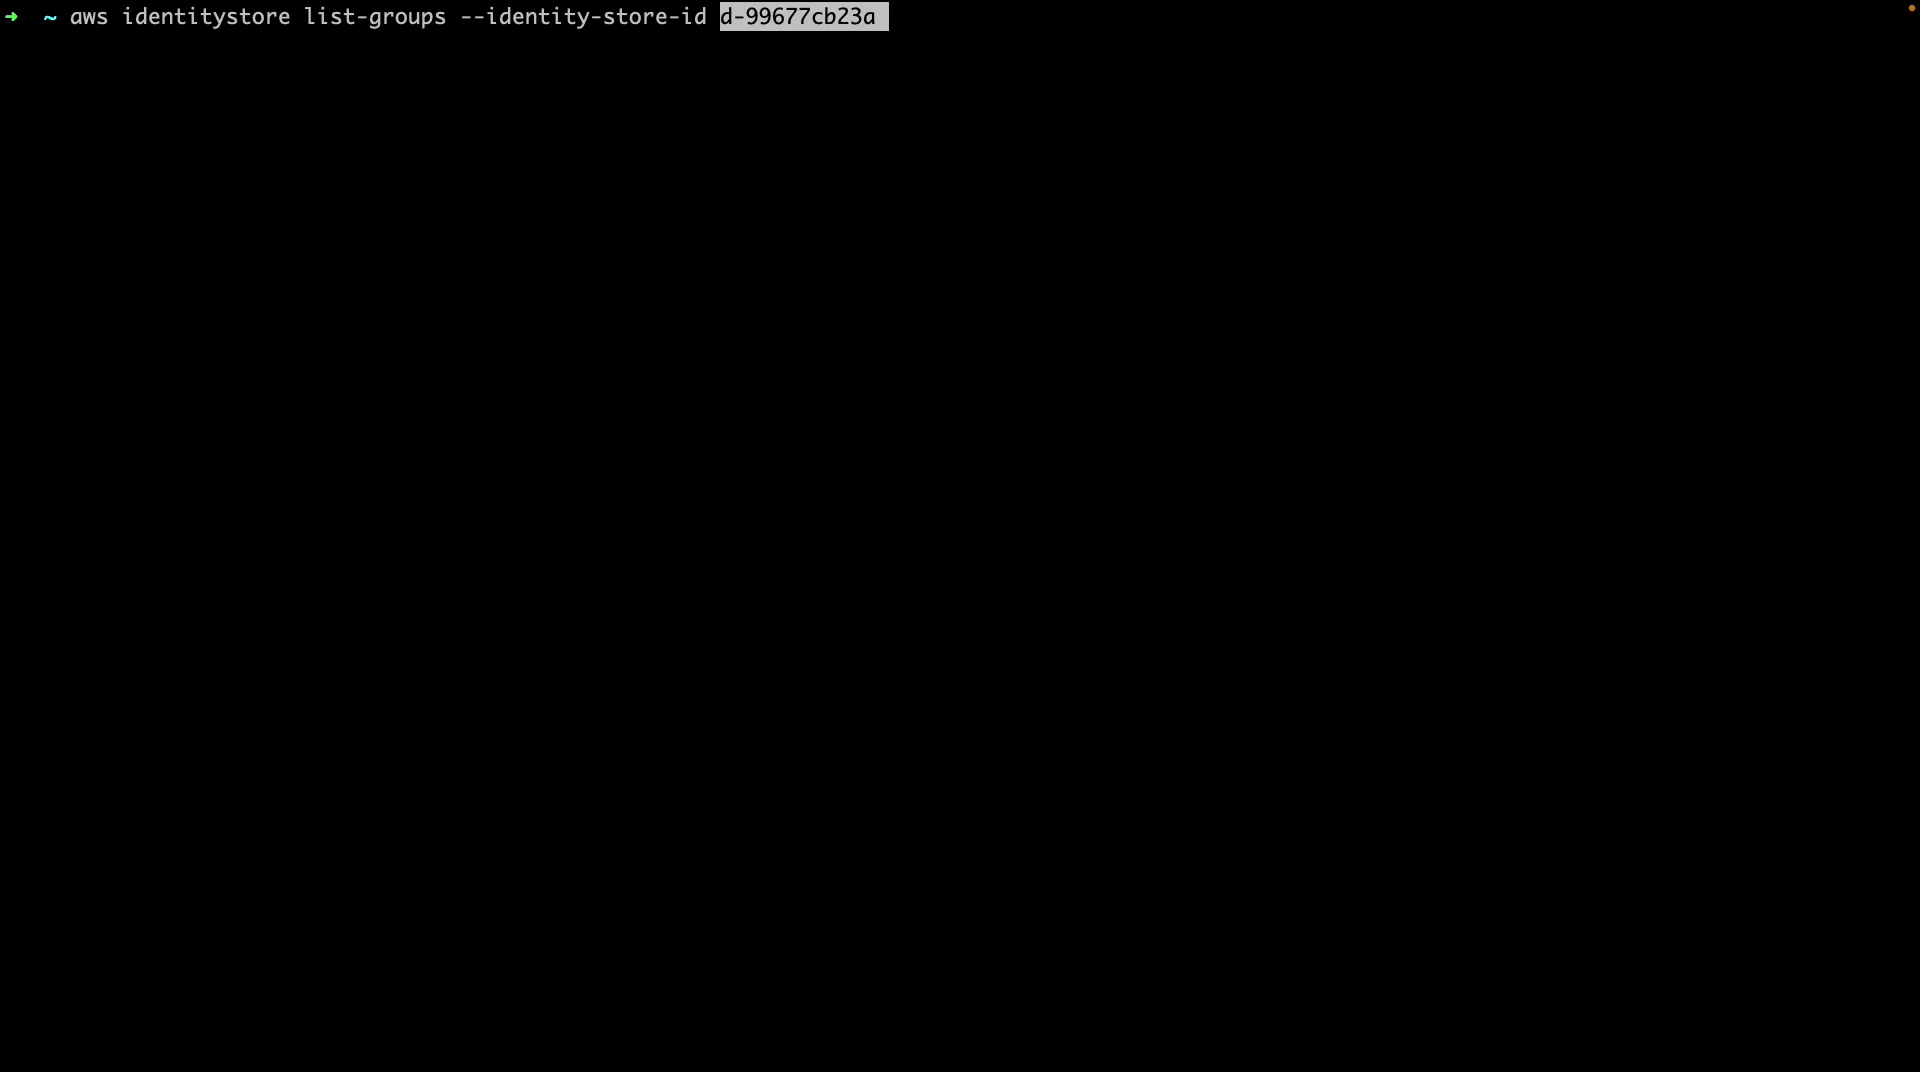 ➜  ~ aws identitystore list-groups --identity-store-id d-99677cb23a